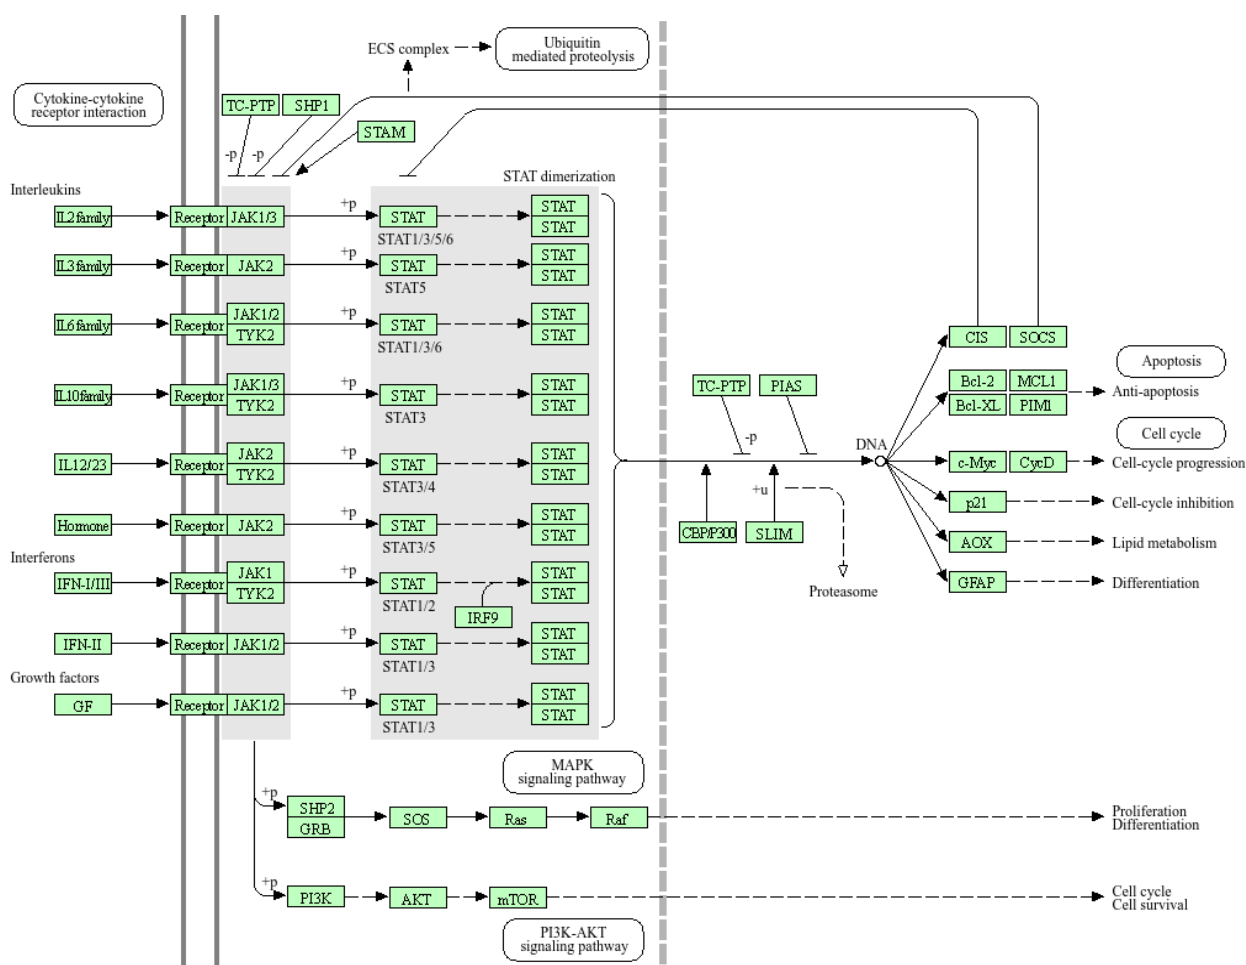 ECS complex
Ubiquitin
mediated proteolysis
Cytokine-cytokine
receptor interaction
TC-PTP
SHP1
STAM
-p
-p
STAT dimerization
Interleukins
IL2 family
Receptor
JAK1/3
+p
STAT
STAT1/3/5/6
STAT
STAT
IL3 family
Receptor
JAK2
+p
STAT
STAT5
STAT
STAT
IL6 family
Receptor
JAK1/2
TYK2
+p
STAT
STAT1/3/6
STAT
STAT
CIS
SOCS
IL10 family
Receptor
JAK1/3
TYK2
+p
STAT
STAT3
STAT
STAT
TC-PTP
PIAS
-p
Bcl-2
MCL1
Bcl-XL
PIM1
Apoptosis
Anti-apoptosis
IL12/23
Receptor
JAK2
TYK2
+p
STAT
STAT3/4
STAT
STAT
DNA
c-Myc
CycD
Cell cycle
Cell-cycle progression
p21
Cell-cycle inhibition
Hormone
Receptor
JAK2
+p
STAT
STAT3/5
STAT
STAT
+u
CBP/P300
SLIM
AOX
Lipid metabolism
Interferons
IFN-I/III
Receptor
JAK1
TYK2
+p
STAT
STAT1/2
IRF9
STAT
STAT
Proteasome
GFAP
Differentiation
IFN-II
Receptor
JAK1/2
+p
STAT
STAT1/3
STAT
STAT
Growth factors
GF
Receptor
JAK1/2
+p
STAT
STAT1/3
STAT
STAT
MAPK
signaling pathway
+p
SHP2
GRB
SOS
Ras
Raf
Proliferation
Differentiation
+p
PI3K
AKT
mTOR
Cell cycle
Cell survival
PI3K-AKT
signaling pathway